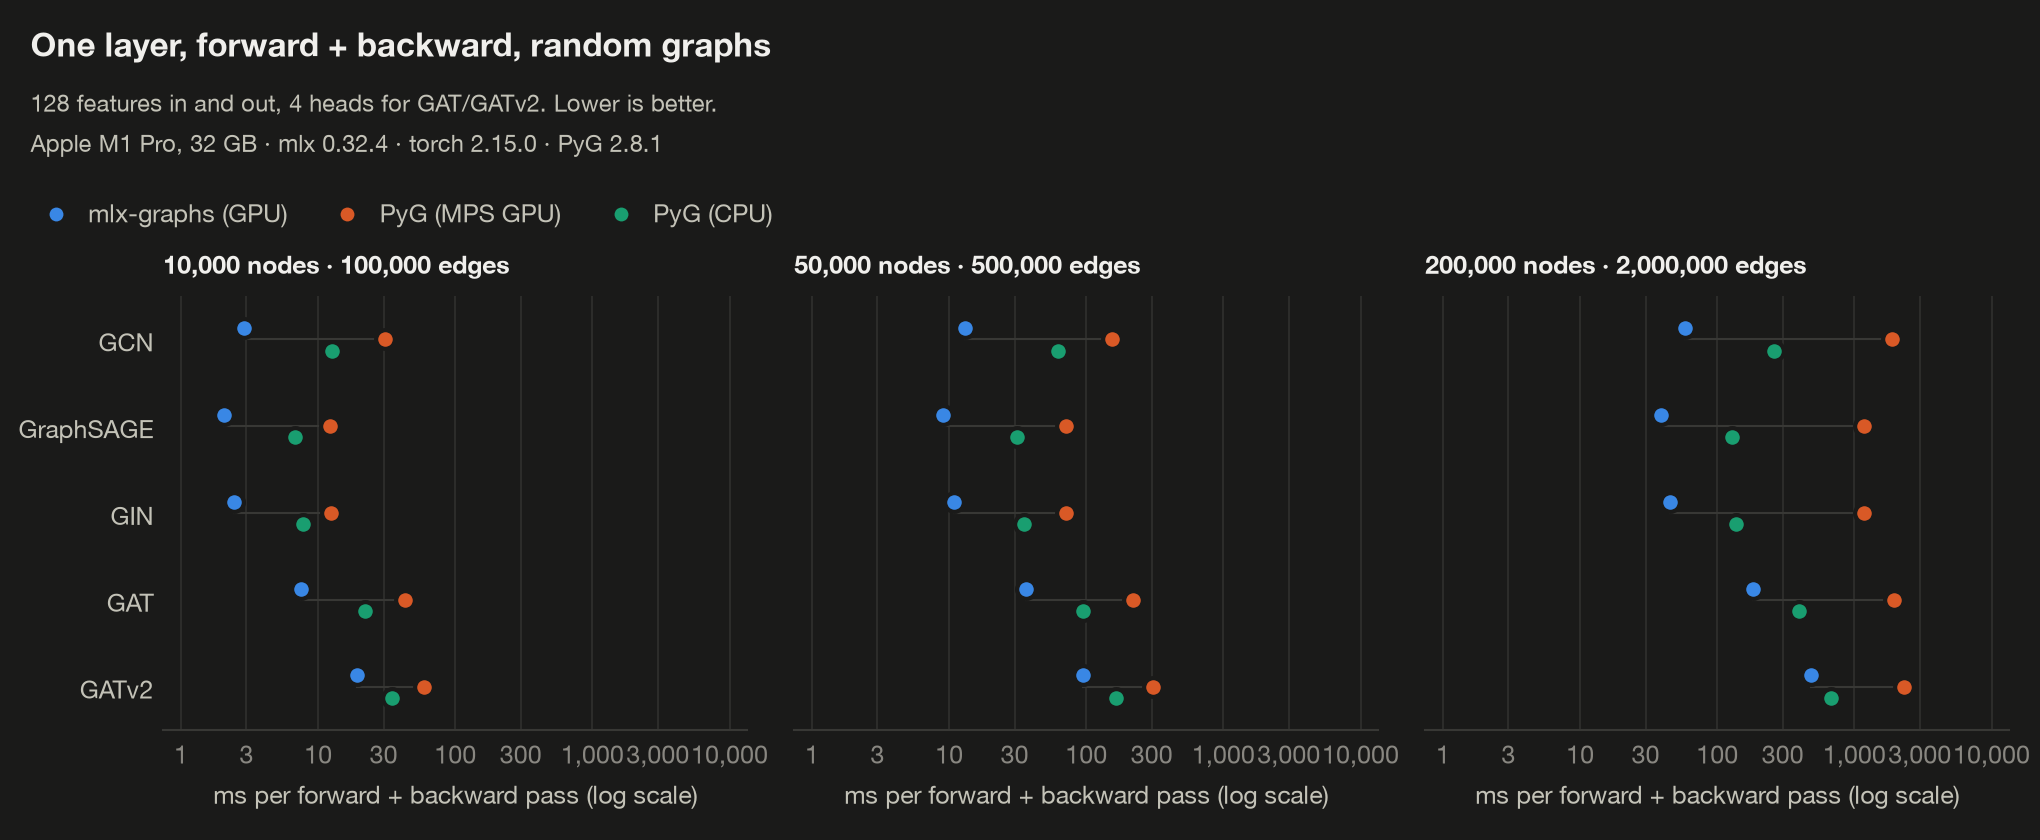 One layer, forward + backward, random graphs
128 features in and out, 4 heads for GAT/GATv2. Lower is better.
Apple M1 Pro, 32 GB · mlx 0.32.4 · torch 2.15.0 · PyG 2.8.1
mlx-graphs (GPU) PyG (MPS GPU) PyG (CPU)
10,000 nodes · 100,000 edges 50,000 nodes · 500,000 edges 200,000 nodes · 2,000,000 edges
GCN
GraphSAGE
GIN
GAT
GATv2
1 3 10 30 100 300 1,000 3,000 10,000 1 3 10 30 100 300 1,000 3,000 10,000 1 3 10 30 100 300 1,000 3,000 10,000
ms per forward + backward pass (log scale) ms per forward + backward pass (log scale) ms per forward + backward pass (log scale)